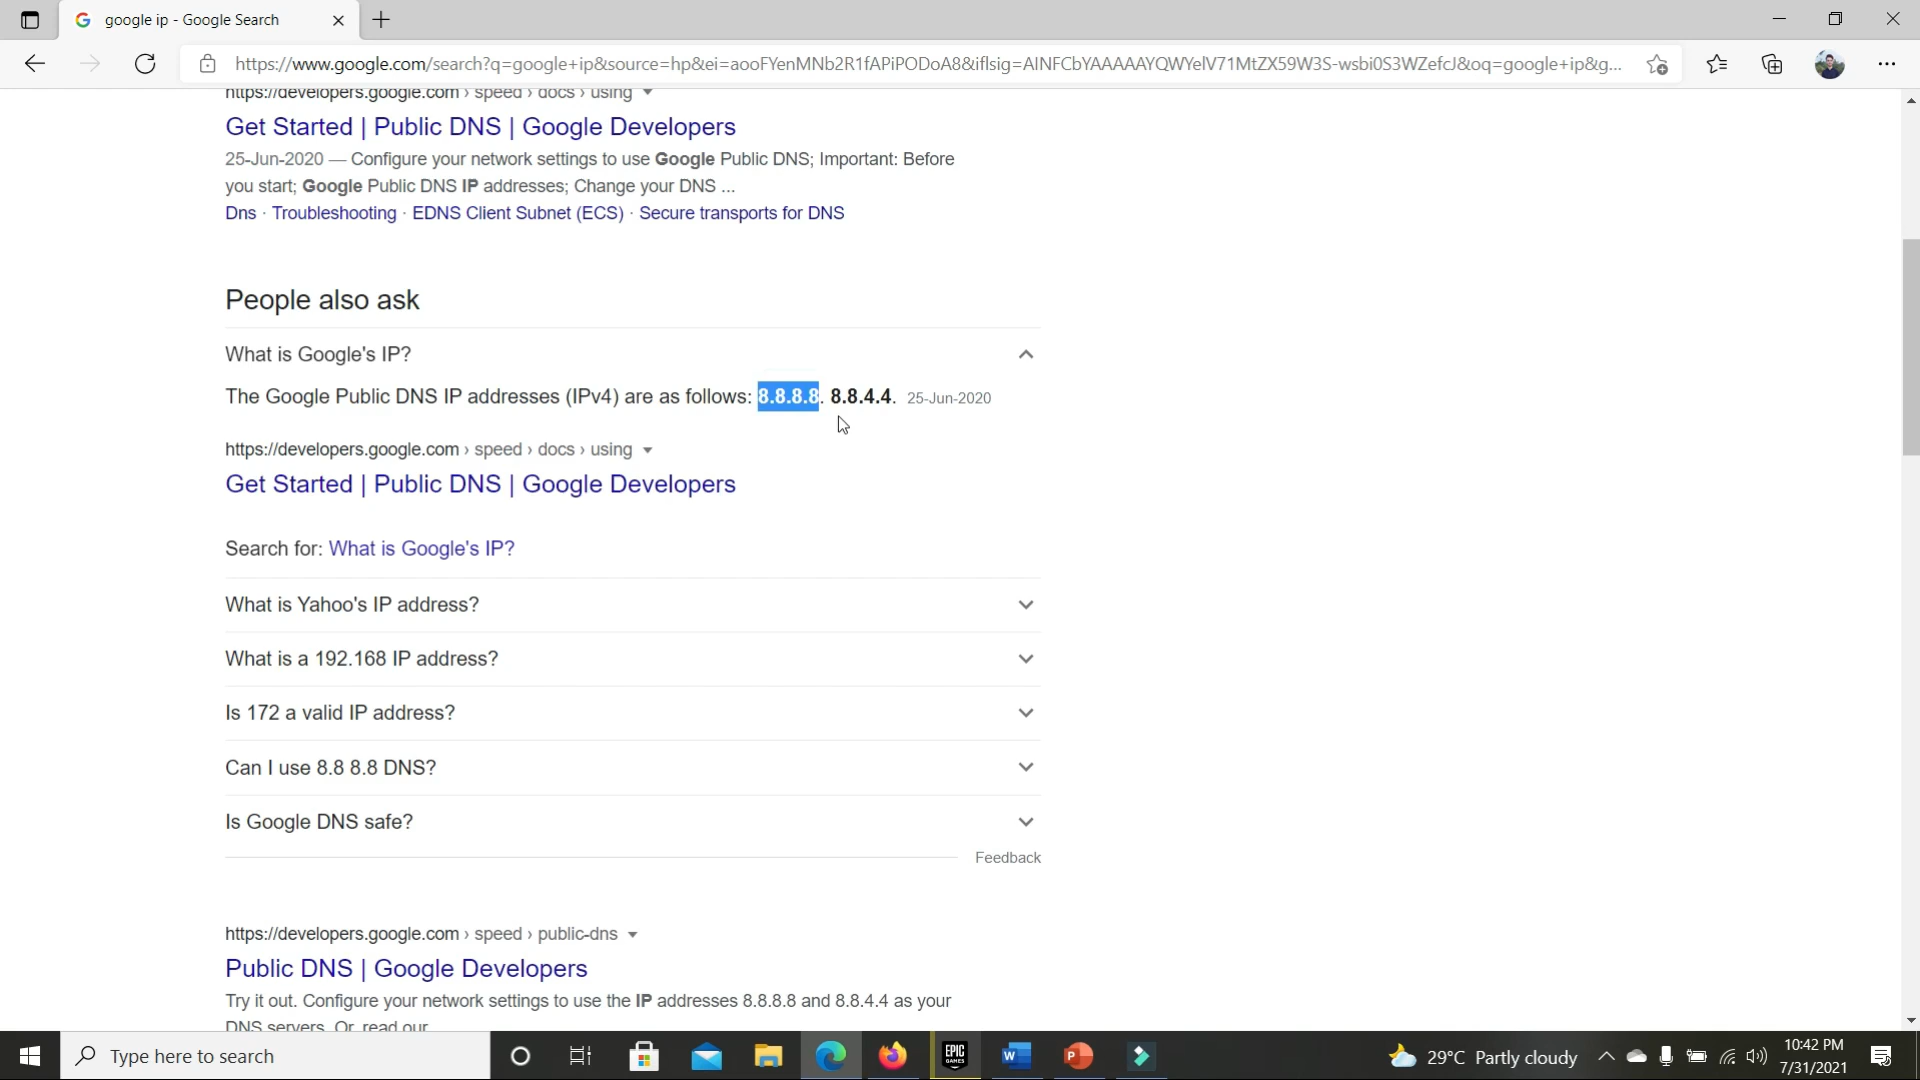 google ip - Google Search
https://www.google.com/search?q=google+ip&source=hp&ei=aooFYenMNb2R1fAPiPODoA8&iflsig=AINFCbYAAAAAYQWYelV71MtZX59W3S-wsbi0S3WZefcJ&oq=google+ip&g...
https://developers.google.com › speed › docs › using
Get Started | Public DNS | Google Developers
25-Jun-2020 — Configure your network settings to use Google Public DNS; Important: Before
you start; Google Public DNS IP addresses; Change your DNS ...
Dns · Troubleshooting · EDNS Client Subnet (ECS) · Secure transports for DNS
People also ask
What is Google's IP?
The Google Public DNS IP addresses (IPv4) are as follows: 8.8.8.8. 8.8.4.4. 25-Jun-2020
https://developers.google.com › speed › docs › using
Get Started | Public DNS | Google Developers
Search for: What is Google's IP?
What is Yahoo's IP address?
What is a 192.168 IP address?
Is 172 a valid IP address?
Can I use 8.8 8.8 DNS?
Is Google DNS safe?
Feedback
https://developers.google.com › speed › public-dns
Public DNS | Google Developers
Try it out. Configure your network settings to use the IP addresses 8.8.8.8 and 8.8.4.4 as your
DNS servers. Or, read our
Type here to search
EPIC
GAMES
W
P
29°C Partly cloudy
10:42 PM
7/31/2021